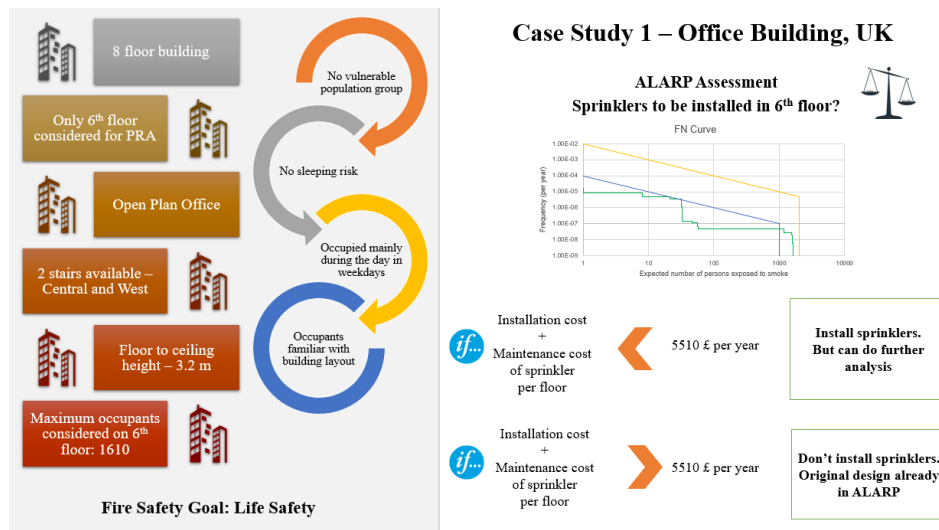 8 floor building
Only 6th floor
considered for PRA
Open Plan Office
2 stairs available –
Central and West
Floor to ceiling
height – 3.2 m
Maximum occupants
considered on 6th
floor: 1610
No vulnerable
population group
No sleeping risk
Occupied mainly
during the day in
weekdays
Occupants
familiar with
building layout
Fire Safety Goal: Life Safety
Case Study 1 – Office Building, UK
ALARP Assessment
Sprinklers to be installed in 6th floor?
FN Curve
Frequency (per year)
1.00E-02
1.00E-03
1.00E-04
1.00E-05
1.00E-06
1.00E-07
1.00E-08
1.00E-09
1 10 100 1000 10000
Expected number of persons exposed to smoke
if...
Installation cost
+
Maintenance cost
of sprinkler
per floor
5510 £ per year
Install sprinklers.
But can do further
analysis
if...
Installation cost
+
Maintenance cost
of sprinkler
per floor
5510 £ per year
Don't install sprinklers.
Original design already
in ALARP